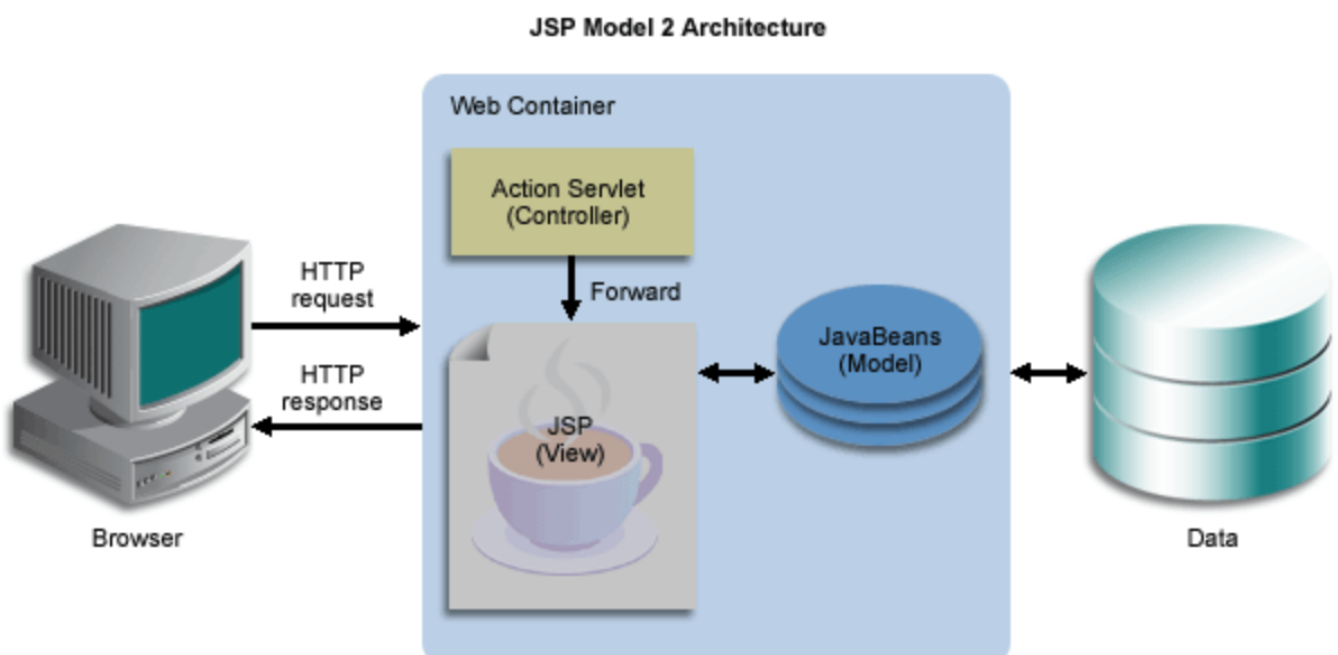 JSP Model 2 Architecture
Web Container
Action Servlet
(Controller)
HTTP
request
Forward
JavaBeans
(Model)
HTTP
response
JSP
(View)
Browser
Data